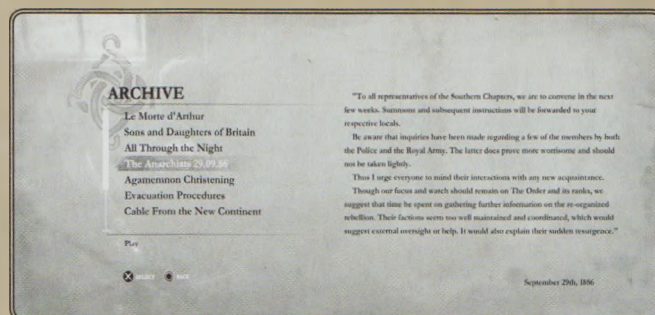 ARCHIVE
Le Morte d'Arthur
Sons and Daughters of Britain
All Through the Night
The Anarchists 29.09.86
Agamemnon Christening
Evacuation Procedures
Cable From the New Continent
Play
SELECT
BACK
"To all representatives of the Southern Chapters, we are to convene in the next
few weeks. Summons and subsequent instructions will be forwarded to your
respective locals.
Be aware that inquiries have been made regarding a few of the members by both
the Police and the Royal Army. The latter does prove more worrisome and should
not be taken lightly.
Thus I urge everyone to mind their interactions with any new acquaintance.
Though our focus and watch should remain on The Order and its ranks, we
suggest that time be spent on gathering further information on the re-organized
rebellion. Their factions seem too well maintained and coordinated, which would
suggest external oversight or help. It would also explain their sudden resurgence."
September 29th, 1886